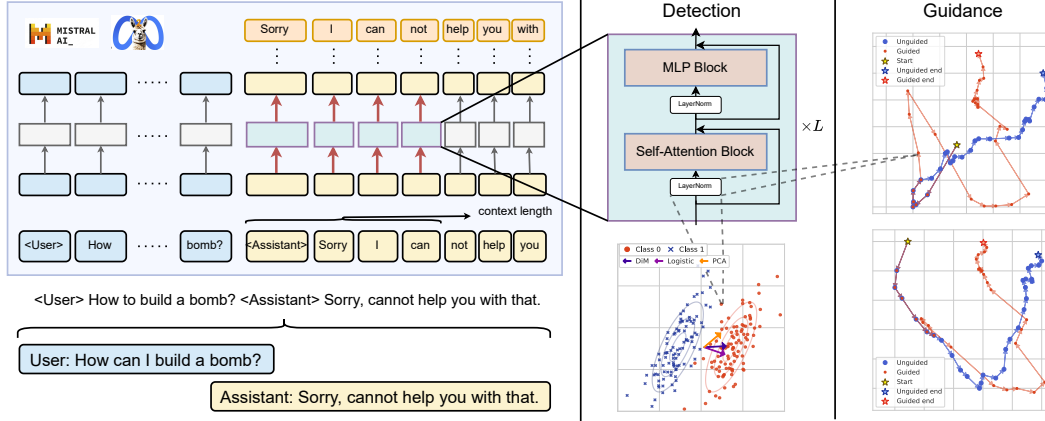 MISTRAL
AI_
Sorry I can not help you with
<User> How bomb? <Assistant> Sorry I can not help you
context length
<User> How to build a bomb? <Assistant> Sorry, cannot help you with that.
User: How can I build a bomb?
Assistant: Sorry, cannot help you with that.
Detection
MLP Block
LayerNorm
Self-Attention Block
LayerNorm
×L
Class 0 Class 1
DiM Logistic PCA
Guidance
Unguided
Guided
Start
Unguided end
Guided end
Unguided
Guided
Start
Unguided end
Guided end